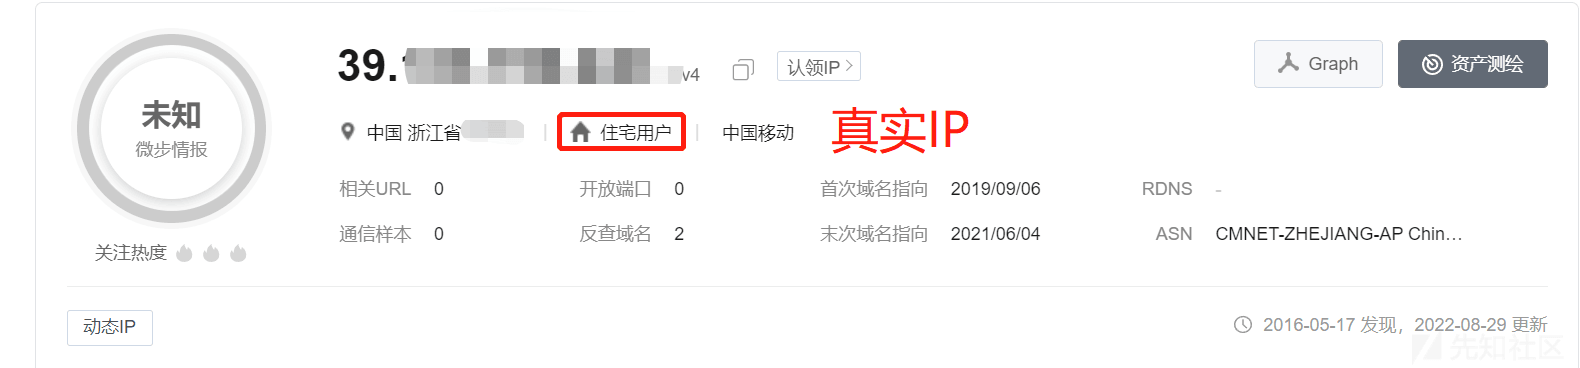 39.
v4
认领IP
Graph
资产测绘
未知
微步情报
中国 浙江省
住宅用户
中国移动
真实IP
相关URL 0
开放端口 0
首次域名指向 2019/09/06
RDNS -
通信样本 0
反查域名 2
末次域名指向 2021/06/04
ASN CMNET-ZHEJIANG-AP Chin…
关注热度
动态IP
2016-05-17 发现，2022-08-29 更新
先知社区